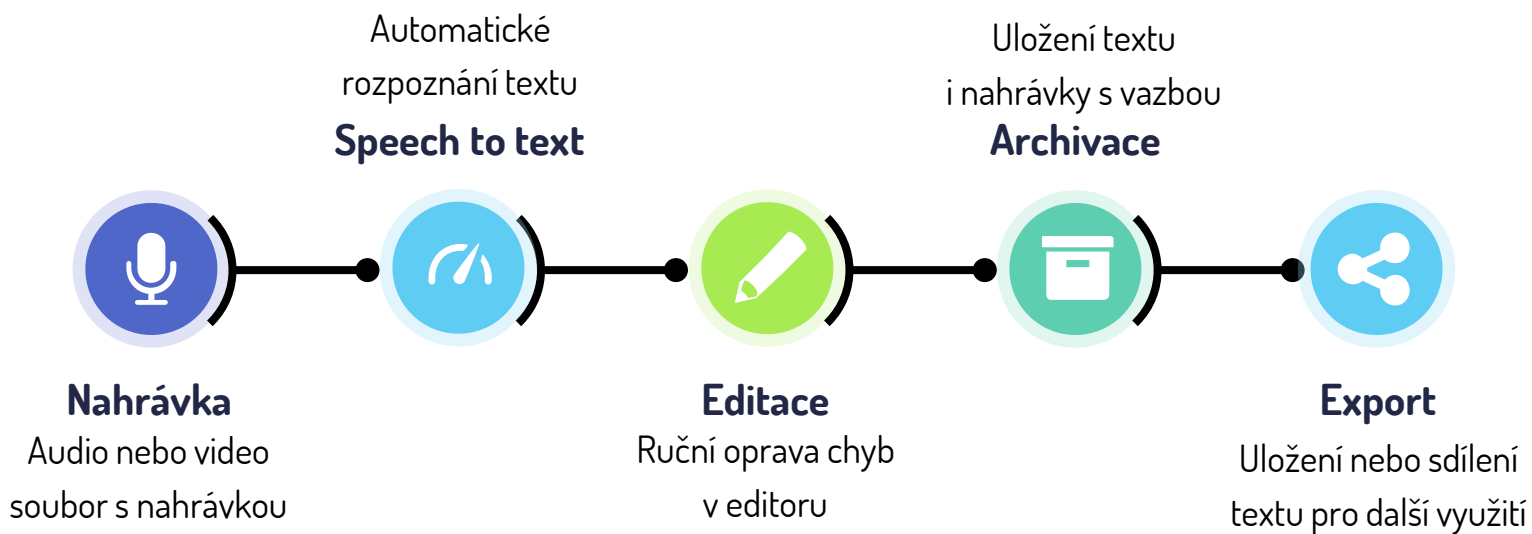 Nahrávka
Audio nebo video
soubor s nahrávkou
Automatické
rozpoznání textu
Speech to text
Editace
Ruční oprava chyb
v editoru
Uložení textu
i nahrávky s vazbou
Archivace
Export
Uložení nebo sdílení
textu pro další využití